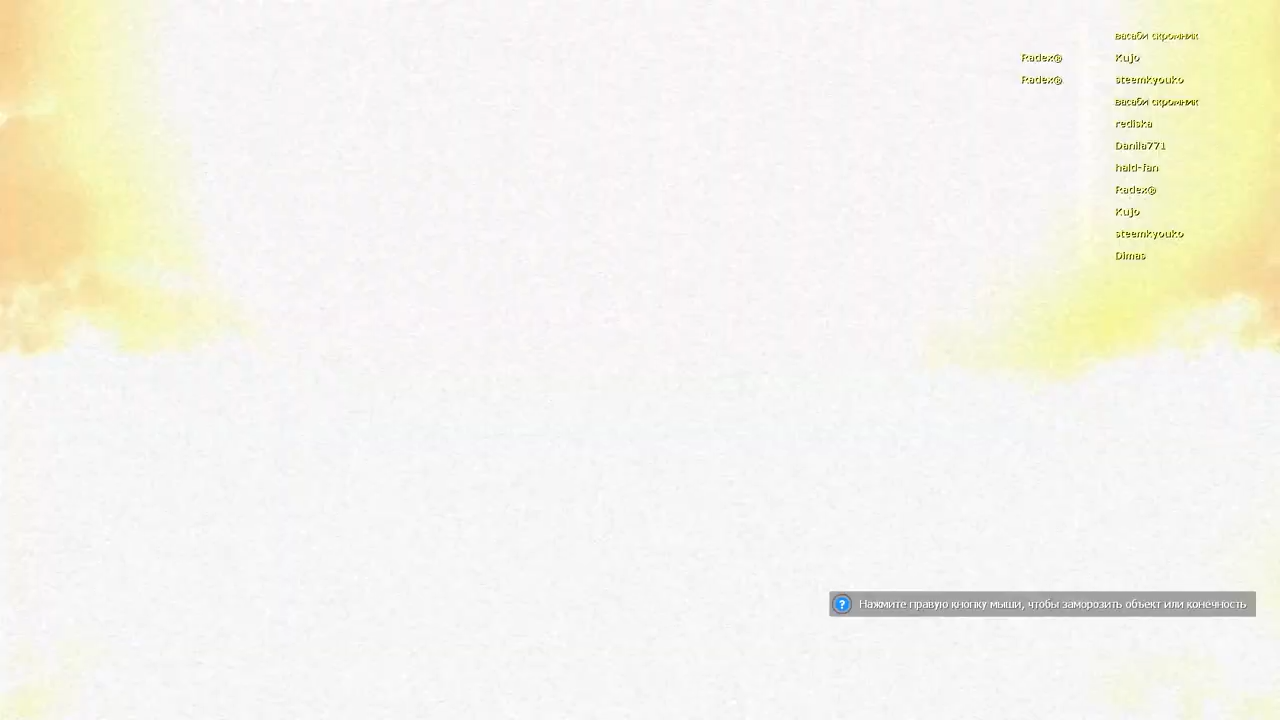 васаби скромник
Radex® Kujo
Radex® steemkyouko
васаби скромник
rediska
Danila771
hald-fan
Radex®
Kujo
steemkyouko
Dimas
Нажмите правую кнопку мыши, чтобы заморозить объект или конечность